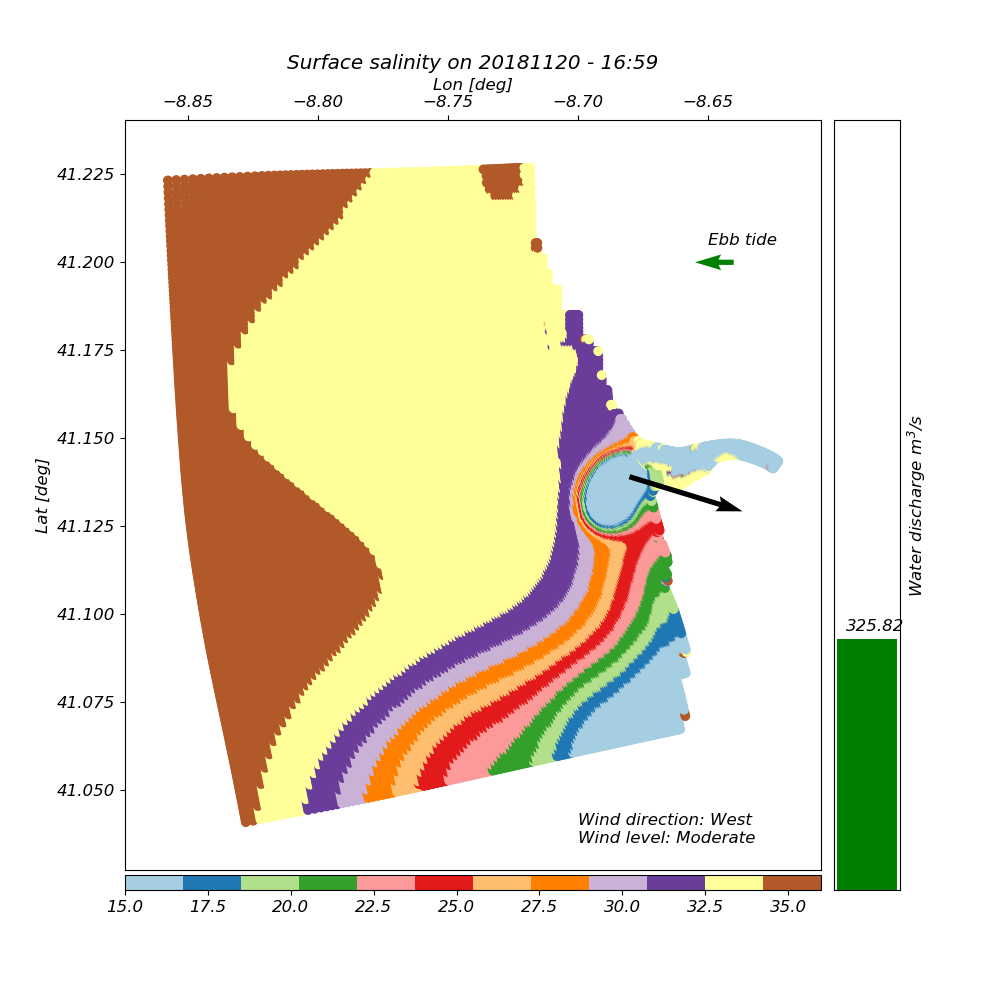 Surface salinity on 20181120 - 16:59
Lon [deg]
−8.85 −8.80 −8.75 −8.70 −8.65
41.225
41.200
41.175
41.150
41.125
41.100
41.075
41.050
Lat [deg]
Ebb tide
Wind direction: West
Wind level: Moderate
15.0 17.5 20.0 22.5 25.0 27.5 30.0 32.5 35.0
325.82
Water discharge m³/s